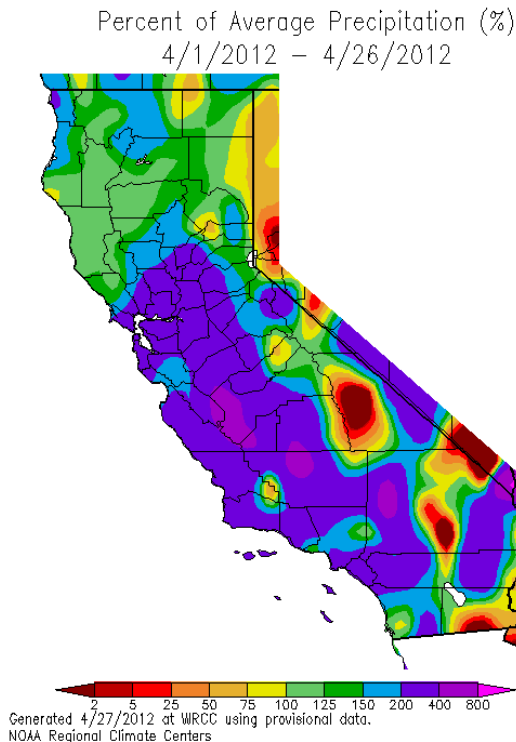 Percent of Average Precipitation (%)
4/1/2012 – 4/26/2012
2 5 25 50 75 100 125 150 200 400 800
Generated 4/27/2012 at WRCC using provisional data.
NOAA Regional Climate Centers